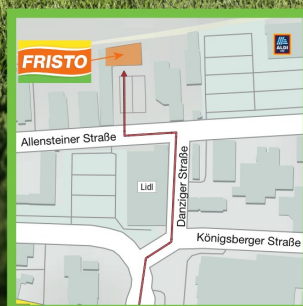 FRISTO
ALDI
Allensteiner Straße
Lidl
Danziger Straße
Königsberger Straße